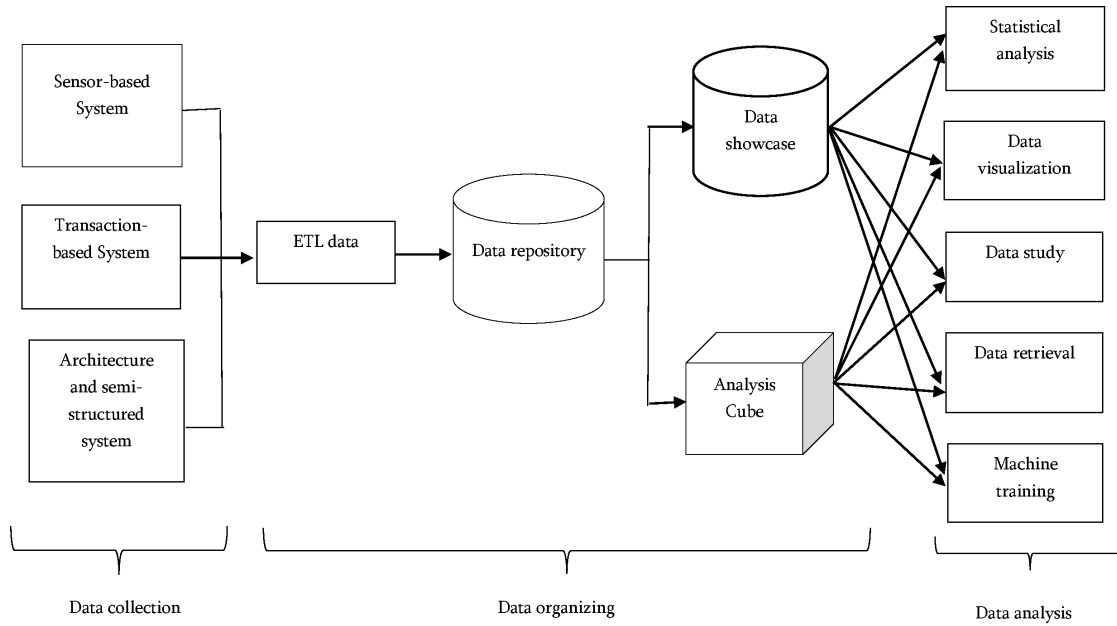 Sensor-based
System
Transaction-
based System
Architecture
and semi-
structured
system
ETL data
Data repository
Data
showcase
Analysis
Cube
Statistical
analysis
Data
visualization
Data study
Data retrieval
Machine
training
Data collection
Data organizing
Data analysis